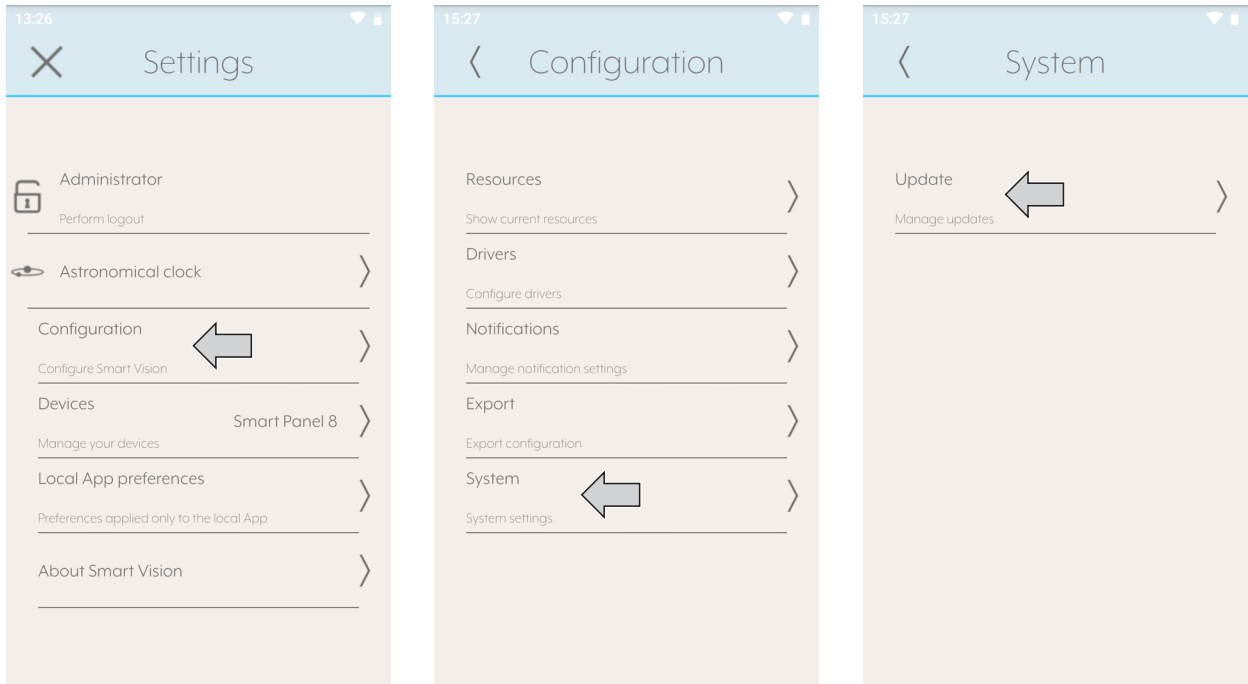 13:26
Settings
Administrator
Perform logout
Astronomical clock
Configuration
Configure Smart Vision
Devices
Smart Panel 8
Manage your devices
Local App preferences
Preferences applied only to the local App
About Smart Vision
15:27
Configuration
Resources
Show current resources
Drivers
Configure drivers
Notifications
Manage notification settings
Export
Export configuration
System
System settings
15:27
System
Update
Manage updates